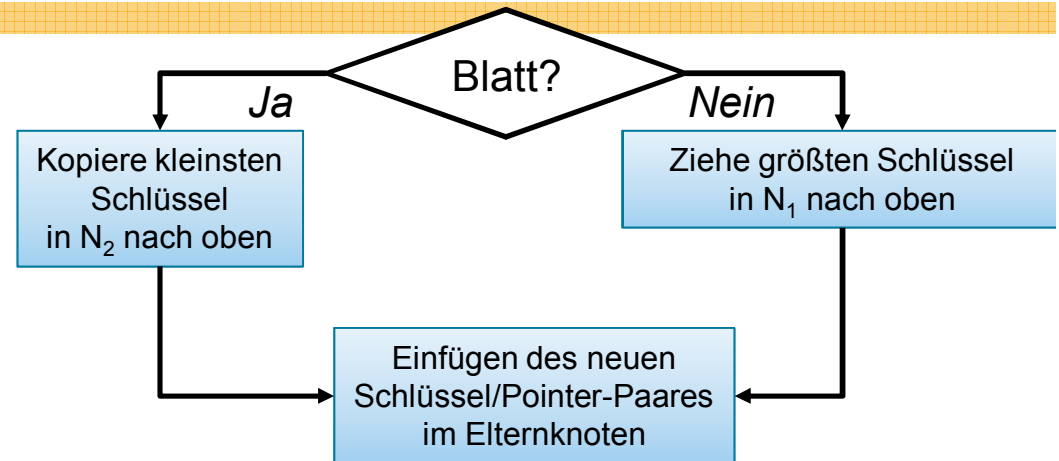 Blatt?
Ja
Nein
Kopiere kleinsten
Schlüssel
in N₂ nach oben
Ziehe größten Schlüssel
in N₁ nach oben
Einfügen des neuen
Schlüssel/Pointer-Paares
im Elternknoten